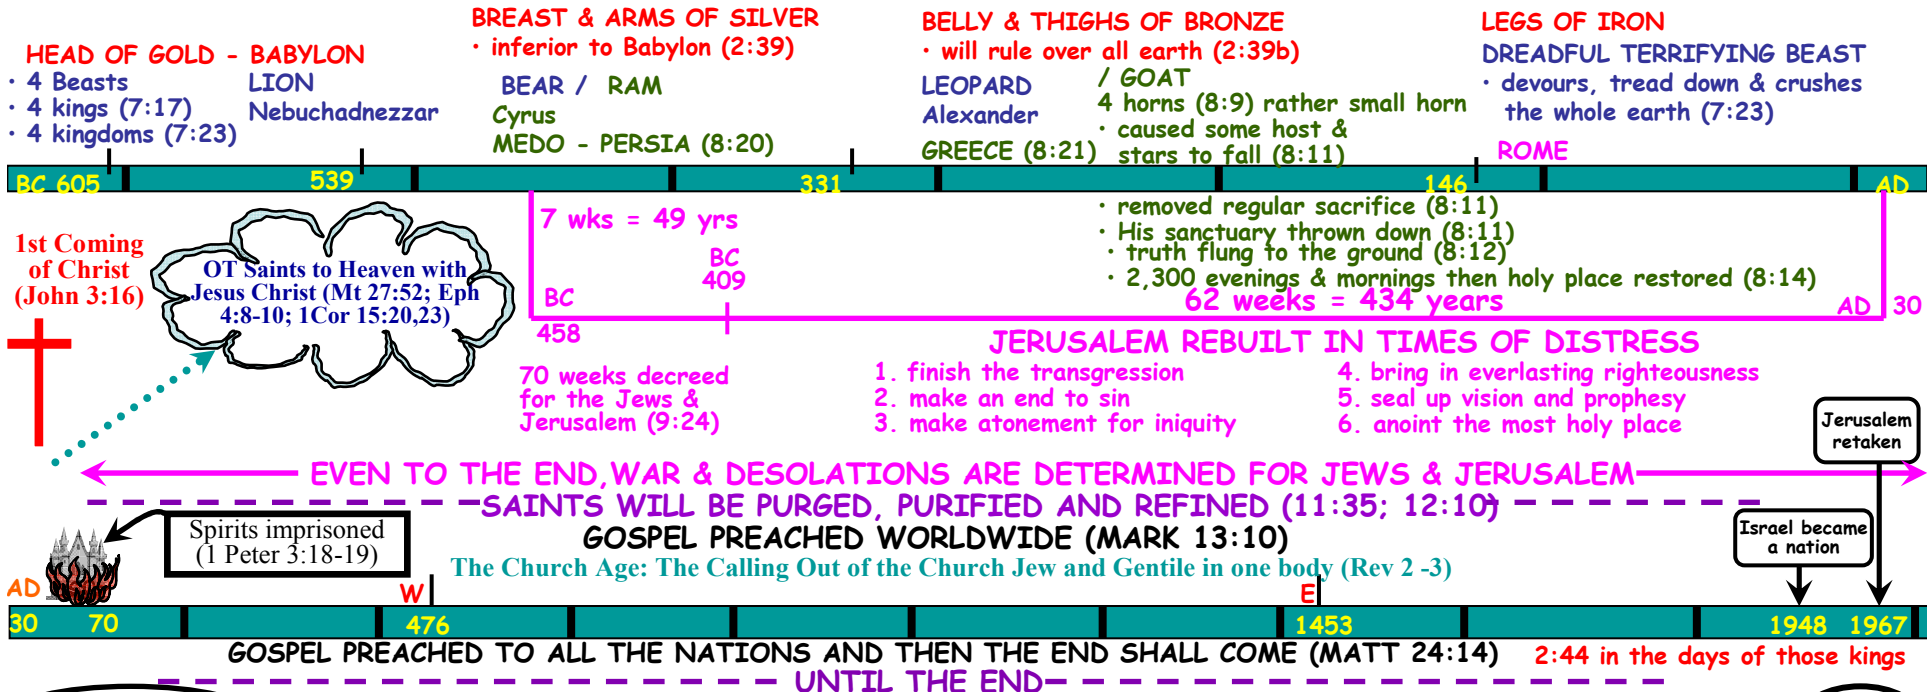 HEAD OF GOLD - BABYLON
· 4 Beasts
· 4 kings (7:17)
· 4 kingdoms (7:23)
LION
Nebuchadnezzar
BREAST & ARMS OF SILVER
· inferior to Babylon (2:39)
BEAR / RAM
Cyrus
MEDO - PERSIA (8:20)
BELLY & THIGHS OF BRONZE
· will rule over all earth (2:39b)
LEOPARD
Alexander
GREECE (8:21)
/ GOAT
4 horns (8:9) rather small horn
· caused some host &
stars to fall (8:11)
LEGS OF IRON
DREADFUL TERRIFYING BEAST
· devours, tread down & crushes
the whole earth (7:23)
ROME
BC 605
539
331
146
AD
· removed regular sacrifice (8:11)
· His sanctuary thrown down (8:11)
· truth flung to the ground (8:12)
· 2,300 evenings & mornings then holy place restored (8:14)
1st Coming
of Christ
(John 3:16)
OT Saints to Heaven with
Jesus Christ (Mt 27:52; Eph
4:8-10; 1Cor 15:20,23)
7 wks = 49 yrs
BC
409
BC
458
62 weeks = 434 years
AD 30
JERUSALEM REBUILT IN TIMES OF DISTRESS
70 weeks decreed
for the Jews &
Jerusalem (9:24)
1. finish the transgression
2. make an end to sin
3. make atonement for iniquity
4. bring in everlasting righteousness
5. seal up vision and prophesy
6. anoint the most holy place
Jerusalem
retaken
EVEN TO THE END,WAR & DESOLATIONS ARE DETERMINED FOR JEWS & JERUSALEM
SAINTS WILL BE PURGED, PURIFIED AND REFINED (11:35; 12:10)
Spirits imprisoned
(1 Peter 3:18-19)
GOSPEL PREACHED WORLDWIDE (MARK 13:10)
Israel became
a nation
The Church Age: The Calling Out of the Church Jew and Gentile in one body (Rev 2 -3)
AD
W
E
30
70
476
1453
1948
1967
GOSPEL PREACHED TO ALL THE NATIONS AND THEN THE END SHALL COME (MATT 24:14)
2:44 in the days of those kings
UNTIL THE END